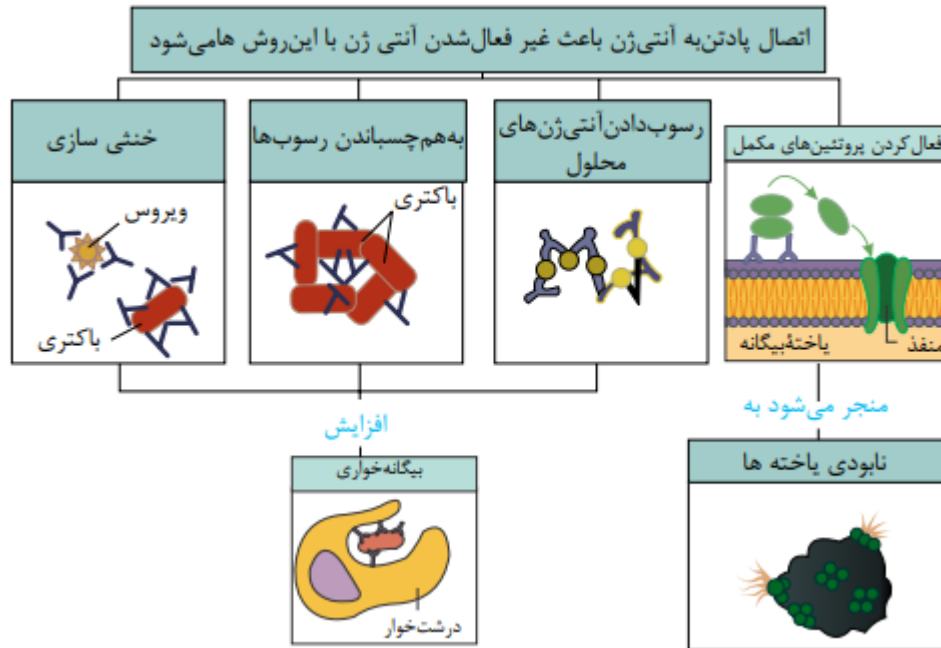 اتصال پادتن‌به آنتی‌ژن باعث غیر فعال‌شدن آنتی ژن با این‌روش هامی‌شود
فعال‌کردن پروتئین‌های مکمل
رسوب‌دادن‌آنتی‌ژن‌های
محلول
به‌هم‌چسباندن رسوب‌ها
خنثی سازی
باکتری
ویروس
باکتری
منفذ
یاختهٔ‌بیگانه
منجر می‌شود به
افزایش
نابودی یاخته ها
بیگانه‌خواری
درشت‌خوار